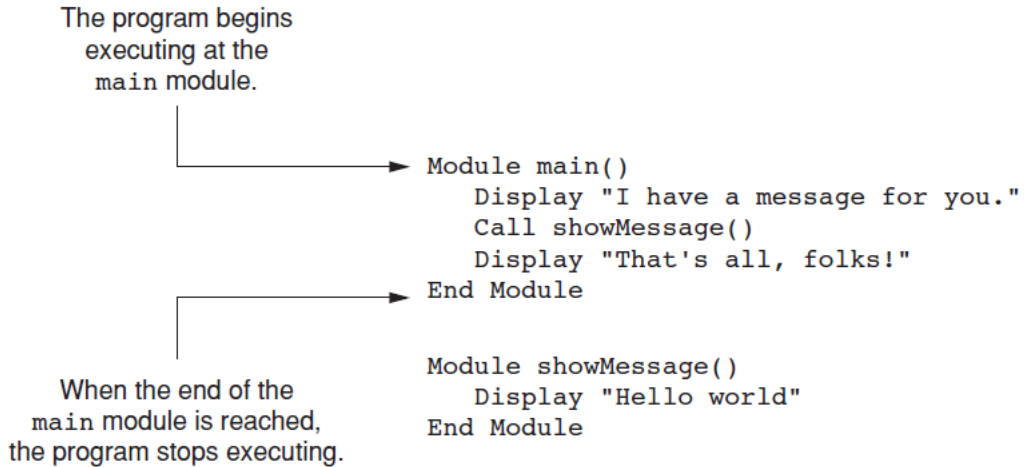 The program begins
executing at the
main module.
Module main()
Display "I have a message for you."
Call showMessage()
Display "That's all, folks!"
End Module
When the end of the
main module is reached,
the program stops executing.
Module showMessage()
Display "Hello world"
End Module